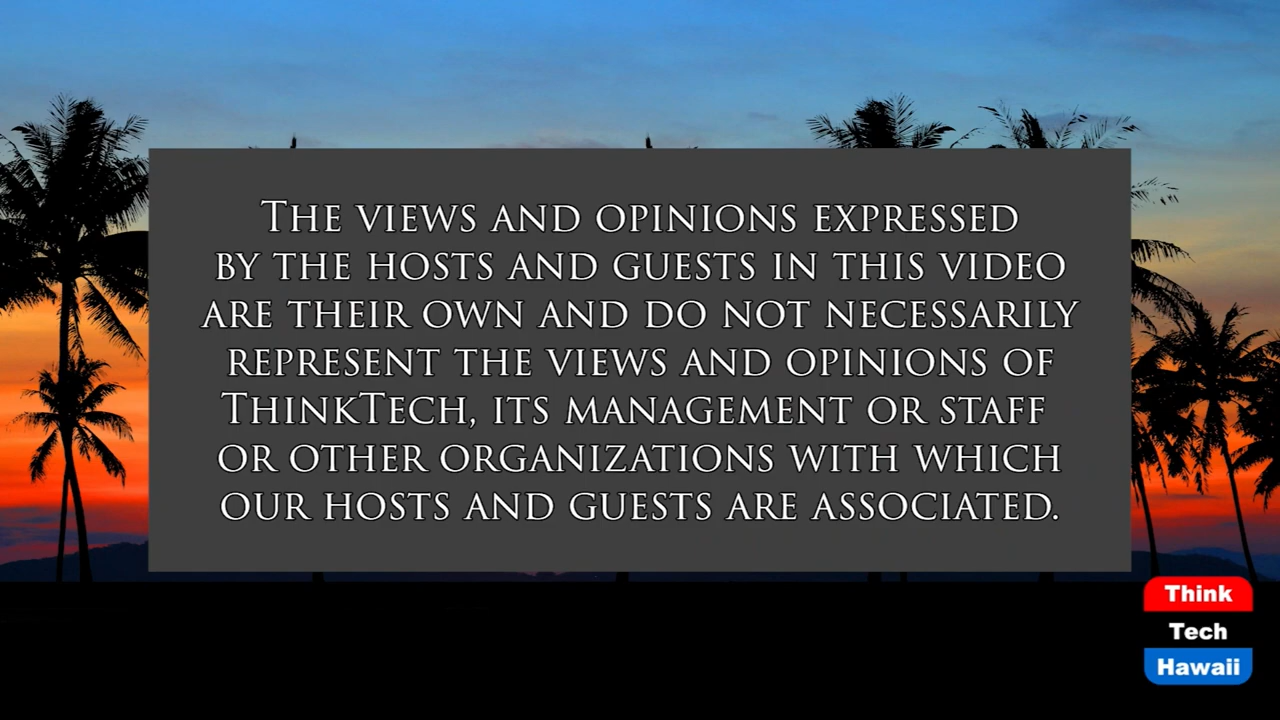 The views and opinions expressed
by the hosts and guests in this video
are their own and do not necessarily
represent the views and opinions of
ThinkTech, its management or staff
or other organizations with which
our hosts and guests are associated.
Think
Tech
Hawaii